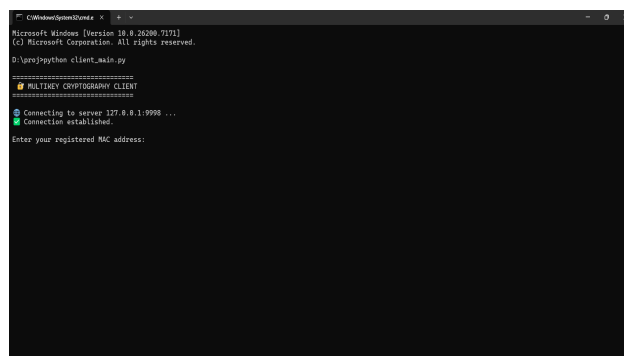 C:\Windows\System32\cmd.e
Microsoft Windows [Version 10.0.26200.7171]
(c) Microsoft Corporation. All rights reserved.
D:\proj>python client_main.py
==============================
🔐 MULTIKEY CRYPTOGRAPHY CLIENT
==============================
🌐 Connecting to server 127.0.0.1:9998 ...
✅ Connection established.
Enter your registered MAC address: